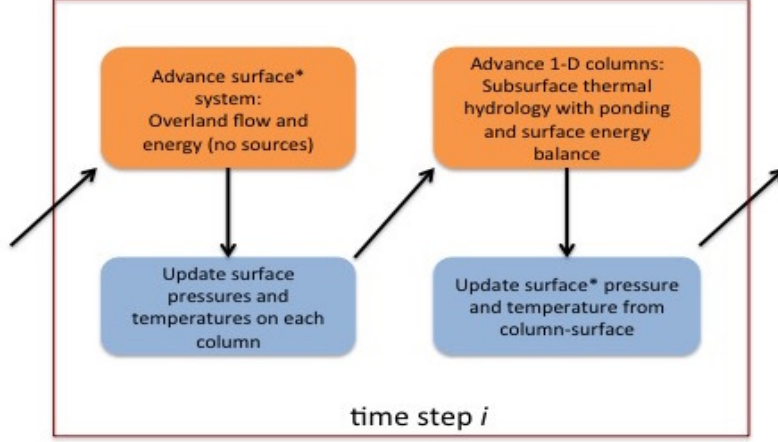 Advance surface*
system:
Overland flow and
energy (no sources)
Update surface
pressures and
temperatures on each
column
Advance 1-D columns:
Subsurface thermal
hydrology with ponding
and surface energy
balance
Update surface* pressure
and temperature from
column-surface
time step i